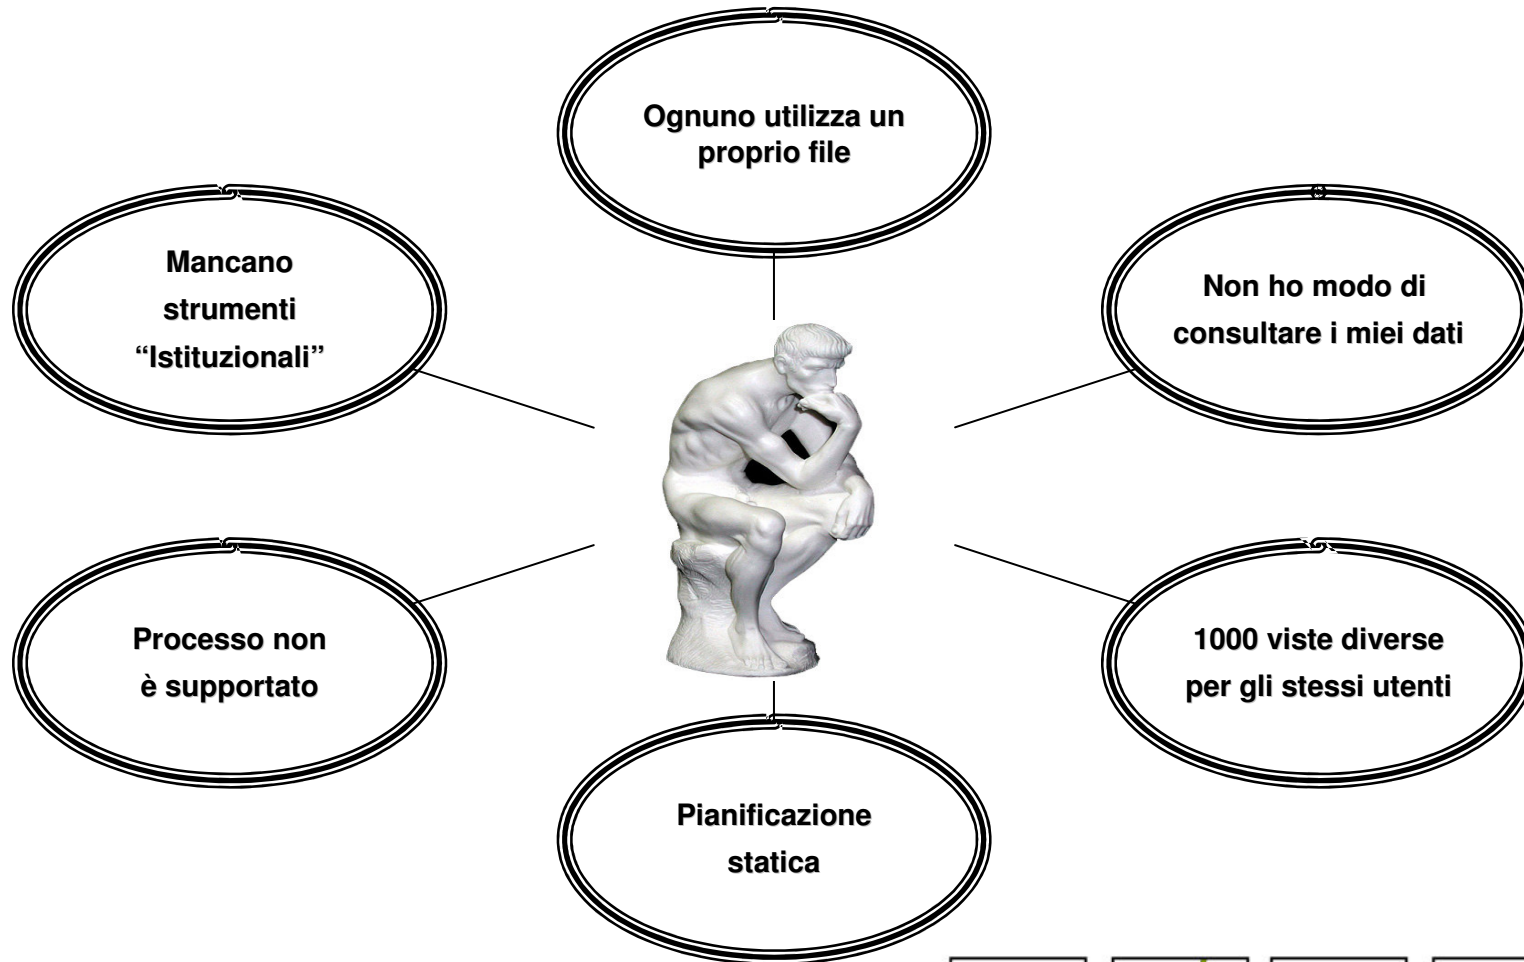 Ognuno utilizza un
proprio file
Mancano
strumenti
“Istituzionali”
Non ho modo di
consultare i miei dati
Processo non
è supportato
1000 viste diverse
per gli stessi utenti
Pianificazione
statica